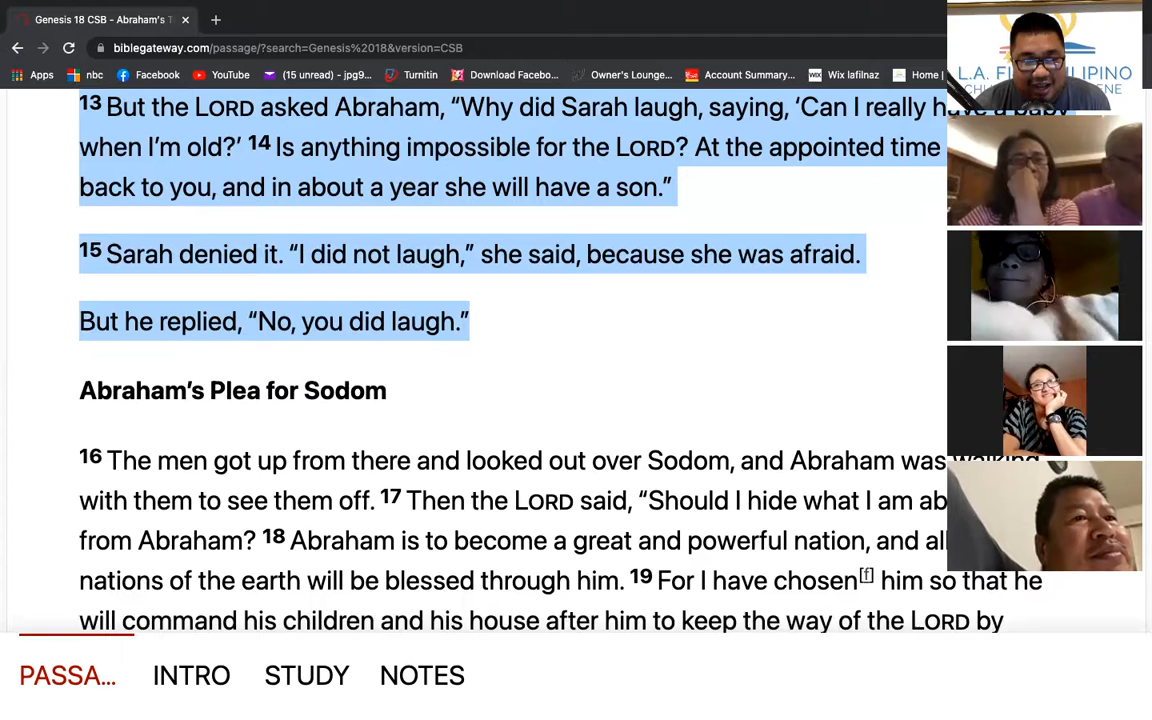 Genesis 18 CSB - Abraham's T
biblegateway.com/passage/?search=Genesis%2018&version=CSB
Apps nbc Facebook YouTube (15 unread) - jpg9... Turnitin Download Facebo... Owner's Lounge... Account Summary... WIX Wix lafilnaz Home |
L.A. FI FILIPINO
CHU ENE
13 But the LORD asked Abraham, “Why did Sarah laugh, saying, ‘Can I really have a baby
when I’m old?’ 14 Is anything impossible for the LORD? At the appointed time
back to you, and in about a year she will have a son.”
15 Sarah denied it. “I did not laugh,” she said, because she was afraid.
But he replied, “No, you did laugh.”
Abraham’s Plea for Sodom
16 The men got up from there and looked out over Sodom, and Abraham was walking
with them to see them off. 17 Then the LORD said, “Should I hide what I am ab
from Abraham? 18 Abraham is to become a great and powerful nation, and all
nations of the earth will be blessed through him. 19 For I have chosen[f] him so that he
will command his children and his house after him to keep the way of the LORD by
PASSA... INTRO STUDY NOTES